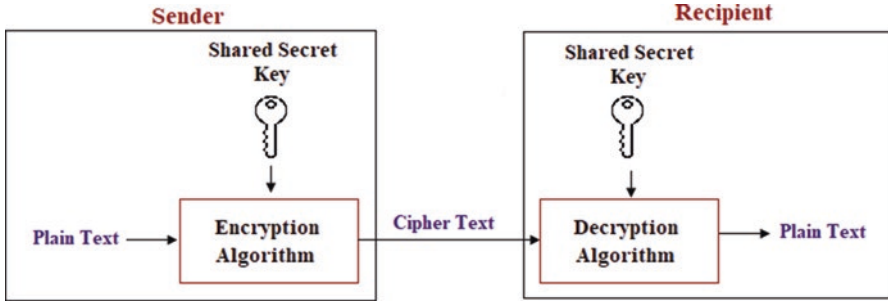 Sender
Recipient
Shared Secret
Key
Shared Secret
Key
Plain Text
Encryption
Algorithm
Cipher Text
Decryption
Algorithm
Plain Text